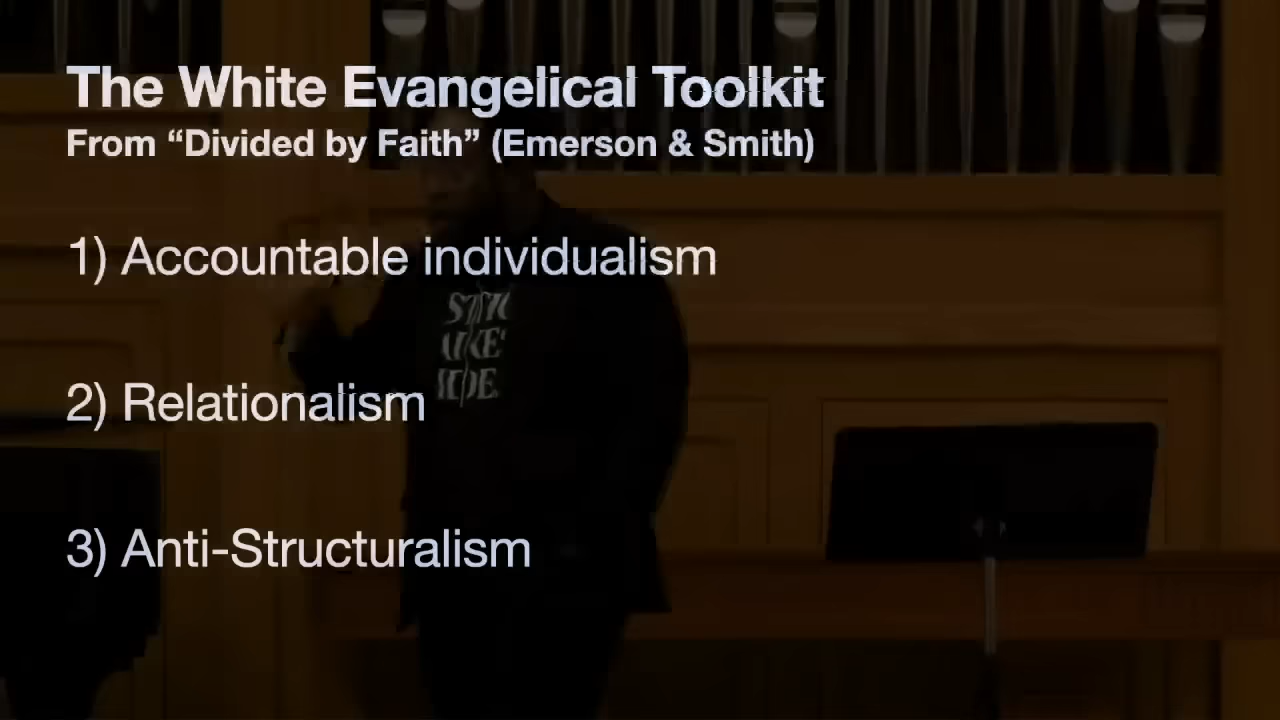 The White Evangelical Toolkit
From “Divided by Faith” (Emerson & Smith)
1) Accountable individualism
2) Relationalism
3) Anti-Structuralism